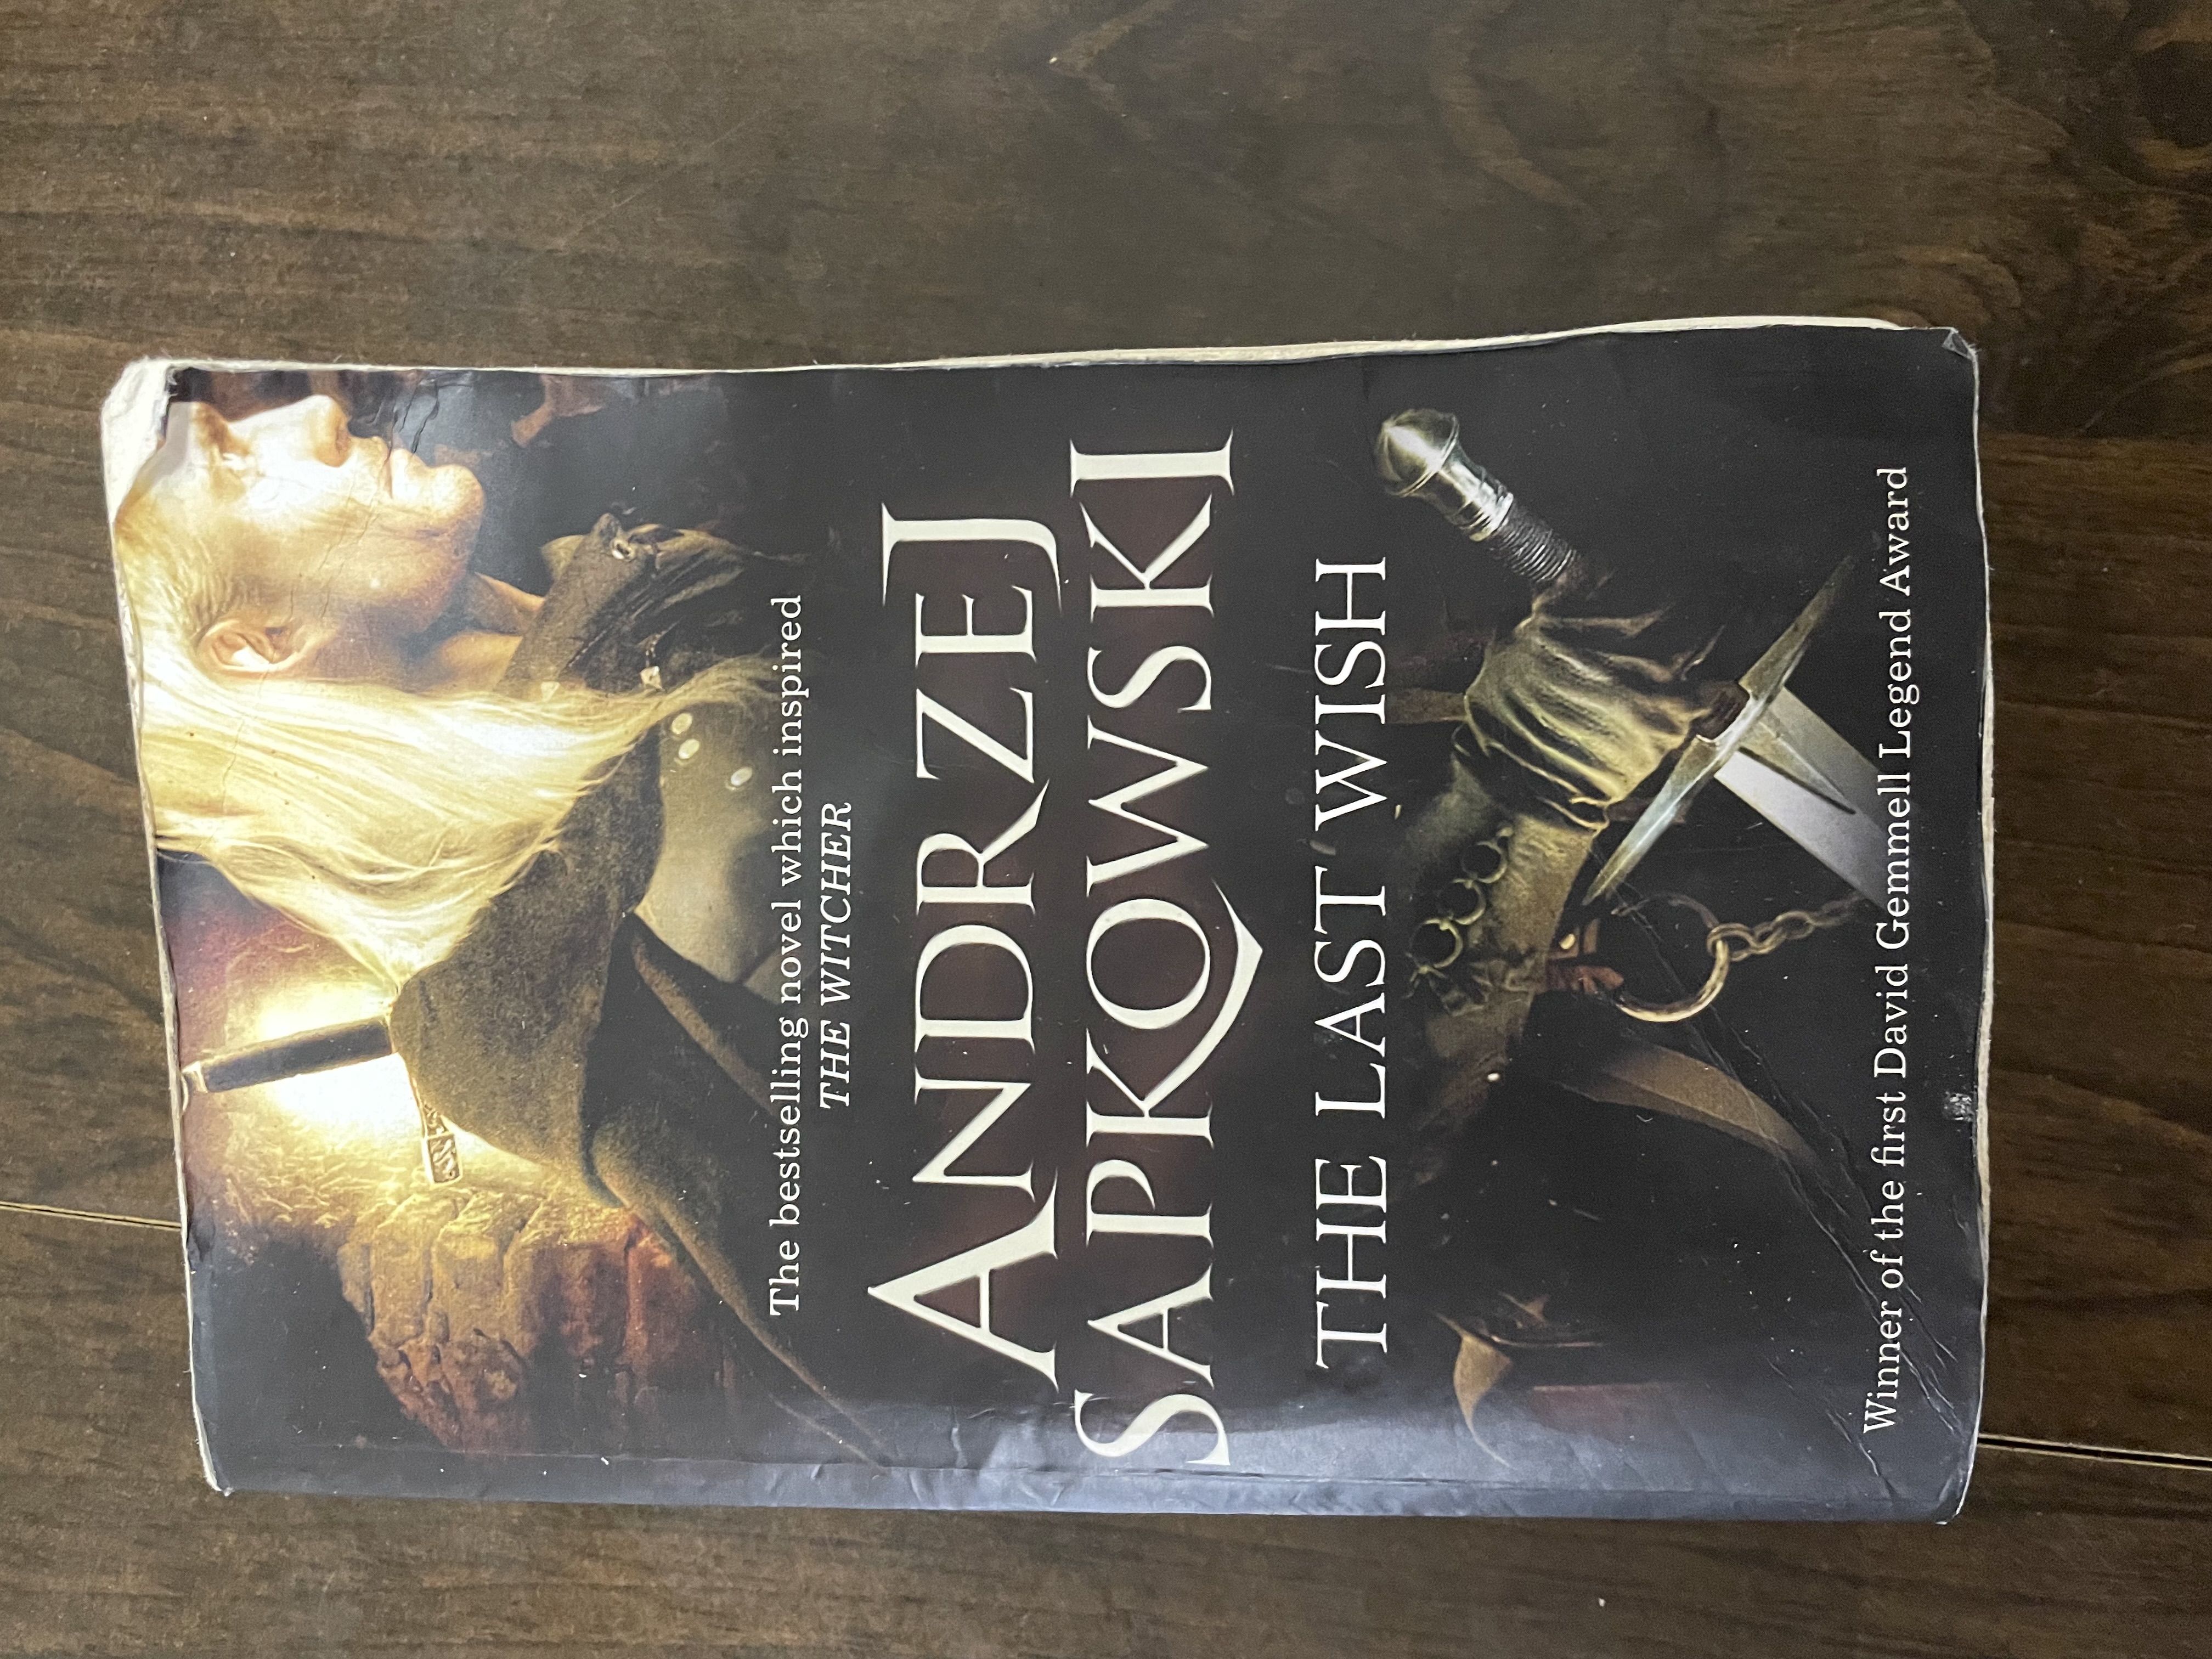 The bestselling novel which inspired
THE WITCHER
ANDRZEJ
SAPKOWSKI
THE LAST WISH
Winner of the first David Gemmell Legend Award